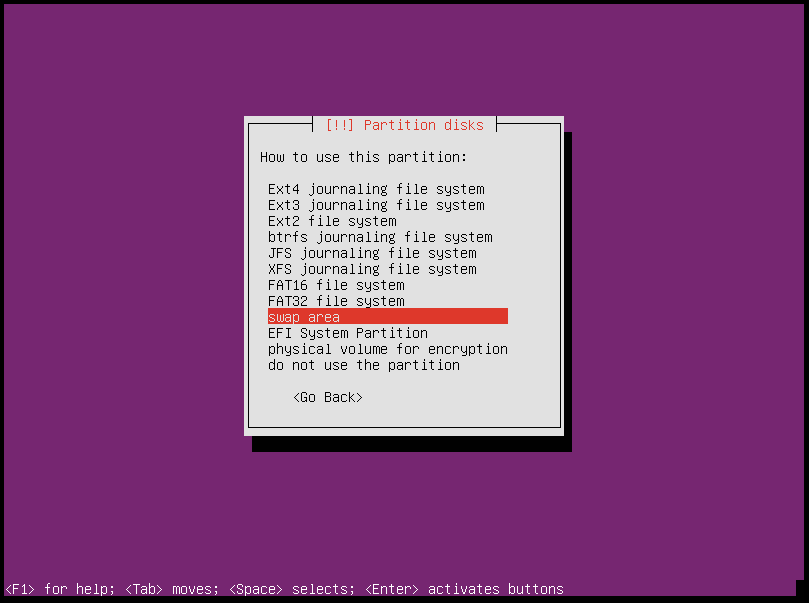 [!!] Partition disks
How to use this partition:
Ext4 journaling file system
Ext3 journaling file system
Ext2 file system
btrfs journaling file system
JFS journaling file system
XFS journaling file system
FAT16 file system
FAT32 file system
swap area
EFI System Partition
physical volume for encryption
do not use the partition
<Go Back>
<F1> for help; <Tab> moves; <Space> selects; <Enter> activates buttons